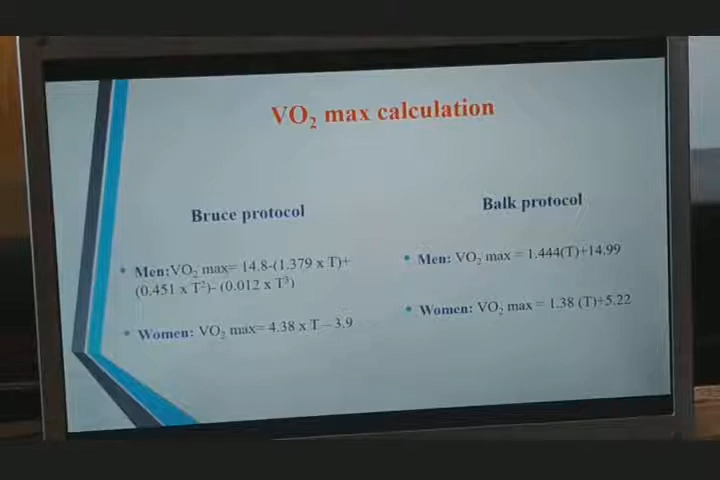 VO₂ max calculation
Bruce protocol
• Men:VO₂ max= 14.8-(1.379 x T)+
(0.451 x T²)- (0.012 x T³)
• Women: VO₂ max= 4.38 x T – 3.9
Balk protocol
• Men: VO₂ max = 1.444(T)+14.99
• Women: VO₂ max = 1.38 (T)+5.22